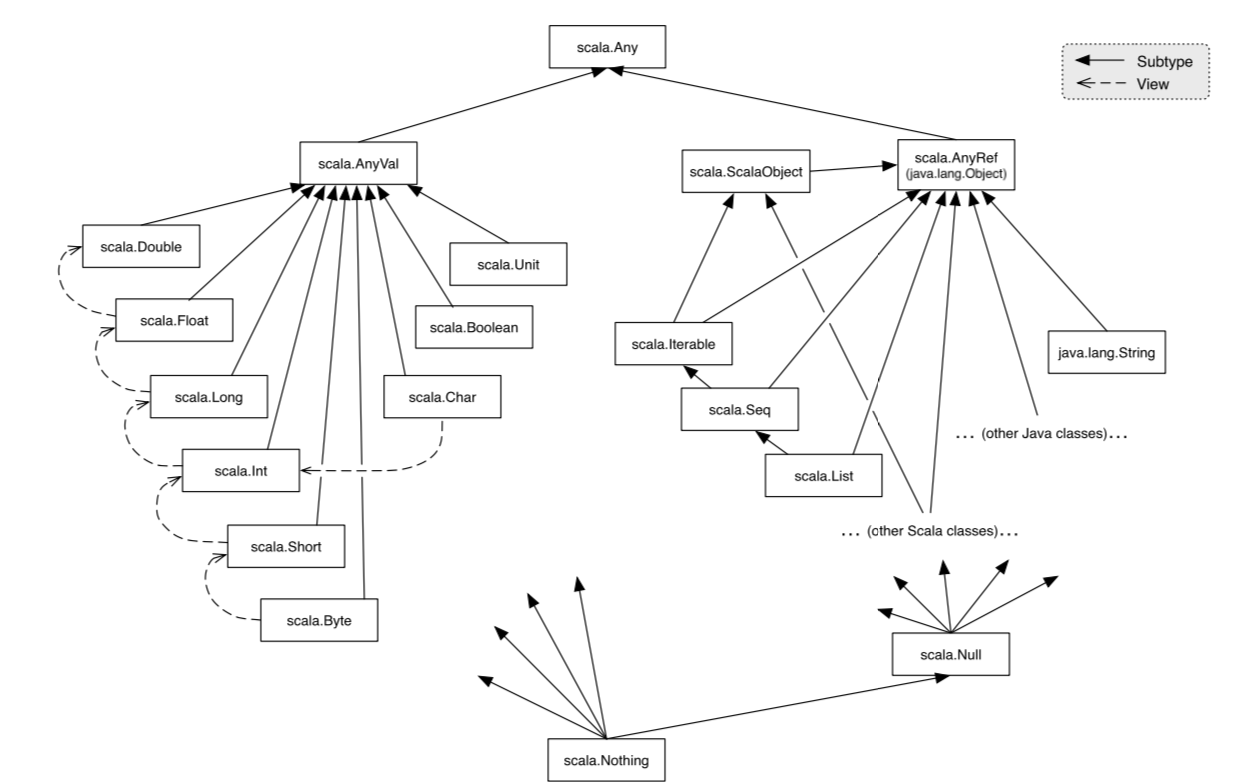 scala.Any
Subtype
View
scala.AnyVal
scala.ScalaObject
scala.AnyRef
(java.lang.Object)
scala.Double
scala.Unit
scala.Float
scala.Boolean
scala.Iterable
java.lang.String
scala.Long
scala.Char
scala.Seq
... (other Java classes)...
scala.Int
scala.List
... (other Scala classes)...
scala.Short
scala.Byte
scala.Null
scala.Nothing